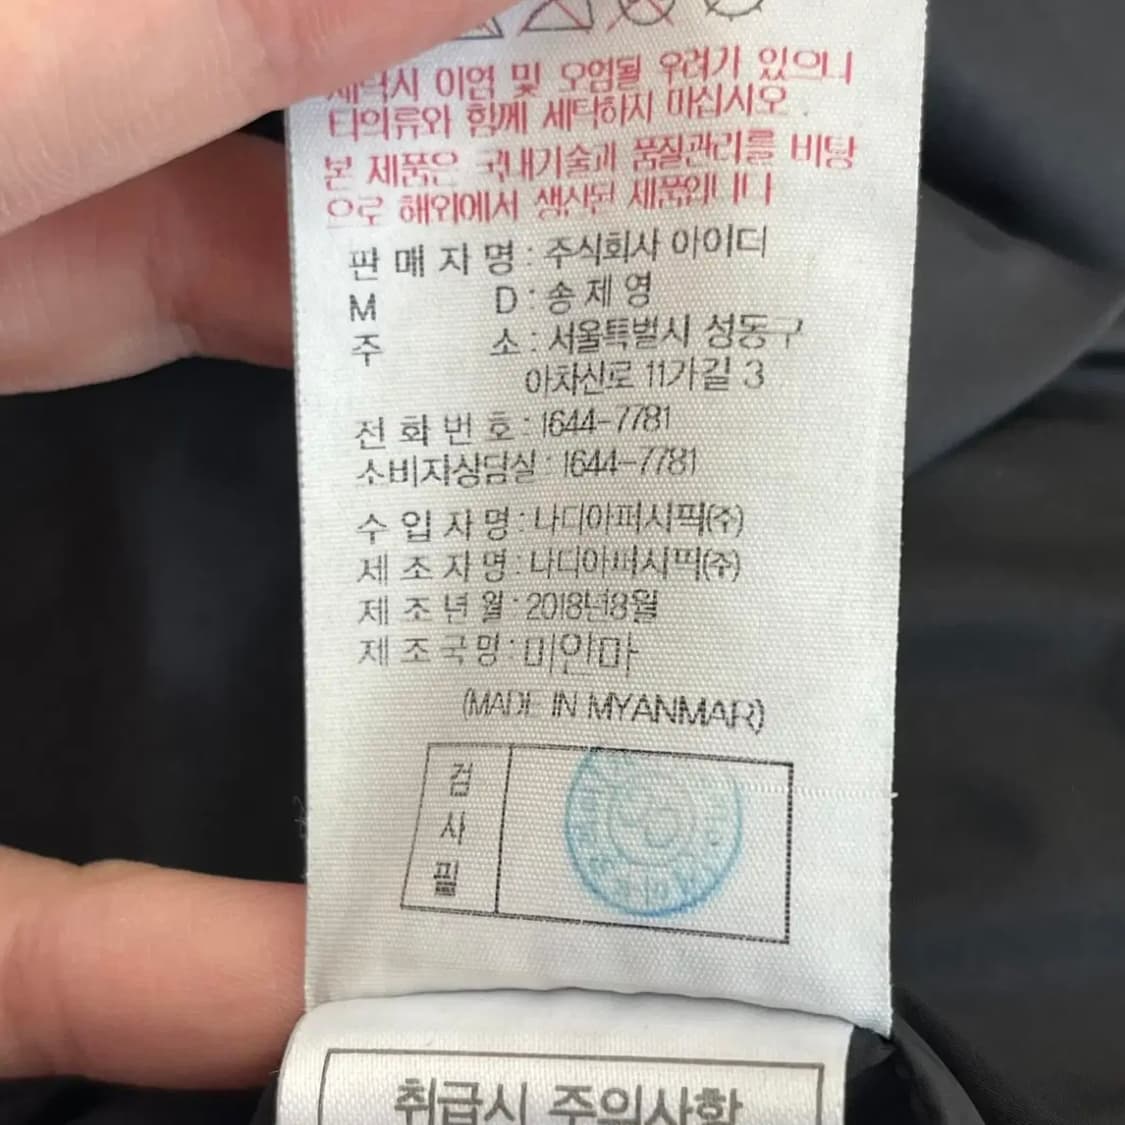 세탁시 이염 및 오염될 우려가 있으니
타의류와 함께 세탁하지 마십시오
본 제품은 국내기술과 품질관리를 바탕
으로 해외에서 생산된 제품입니다
판 매 자 명 : 주식회사 아이더
M D : 송 제 영
주 소 : 서울특별시 성동구
아차산로 11가길 3
전 화 번 호 : 1644-7781
소비자상담실 : 1644-7781
수 입 자 명 : 나디아퍼시픽(주)
제 조 자 명 : 나디아퍼시픽(주)
제 조 년 월 : 2018년8월
제 조 국 명 : 미얀마
(MADE IN MYANMAR)
검
사
필
취급시 주의사항